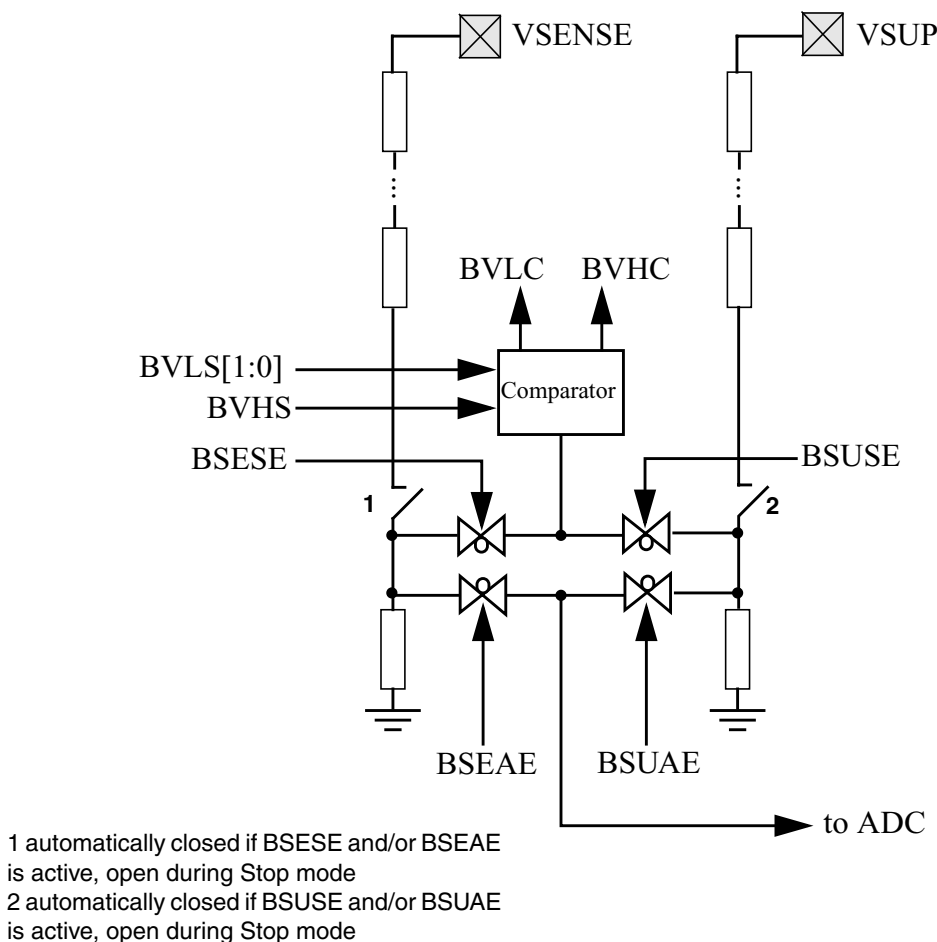 VSENSE
VSUP
BVLC
BVHC
BVLS[1:0]
Comparator
BVHS
BSESE
BSUSE
1
2
BSEAE
BSUAE
to ADC
1 automatically closed if BSESE and/or BSEAE
is active, open during Stop mode
2 automatically closed if BSUSE and/or BSUAE
is active, open during Stop mode